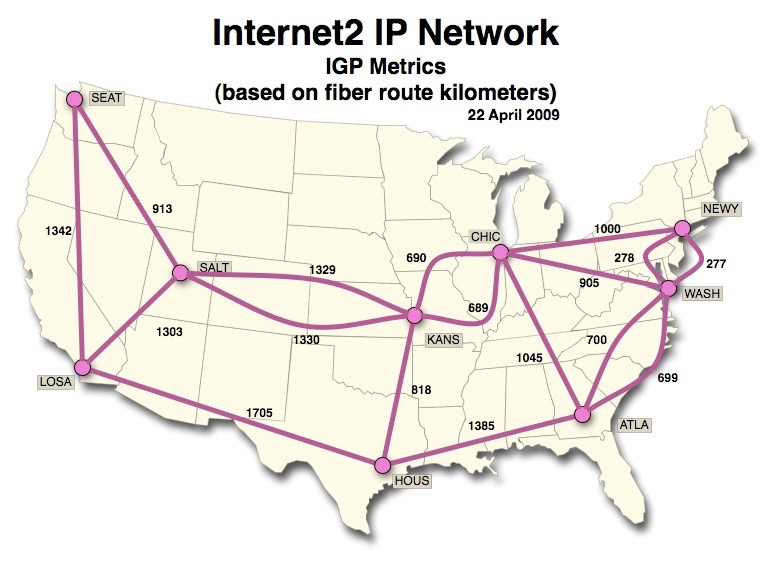 Internet2 IP Network
IGP Metrics
(based on fiber route kilometers)
22 April 2009
SEAT
NEWY
913
1342
1000
CHIC
690
278
277
SALT
1329
905
WASH
689
1303
1330
KANS
700
1045
699
LOSA
818
1705
1385
ATLA
HOUS